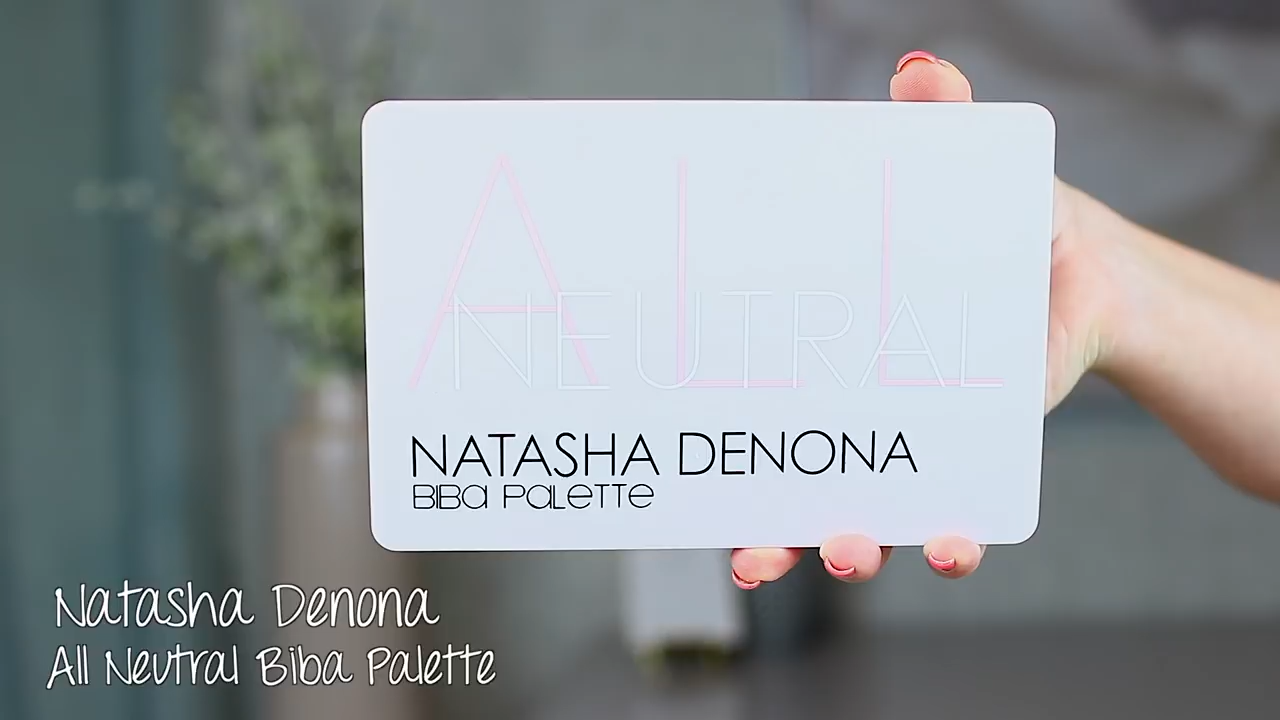 ALL
NEUTRAL
NATASHA DENONA
BIBa PaLeTTe
Natasha Denona
All Neutral Biba Palette